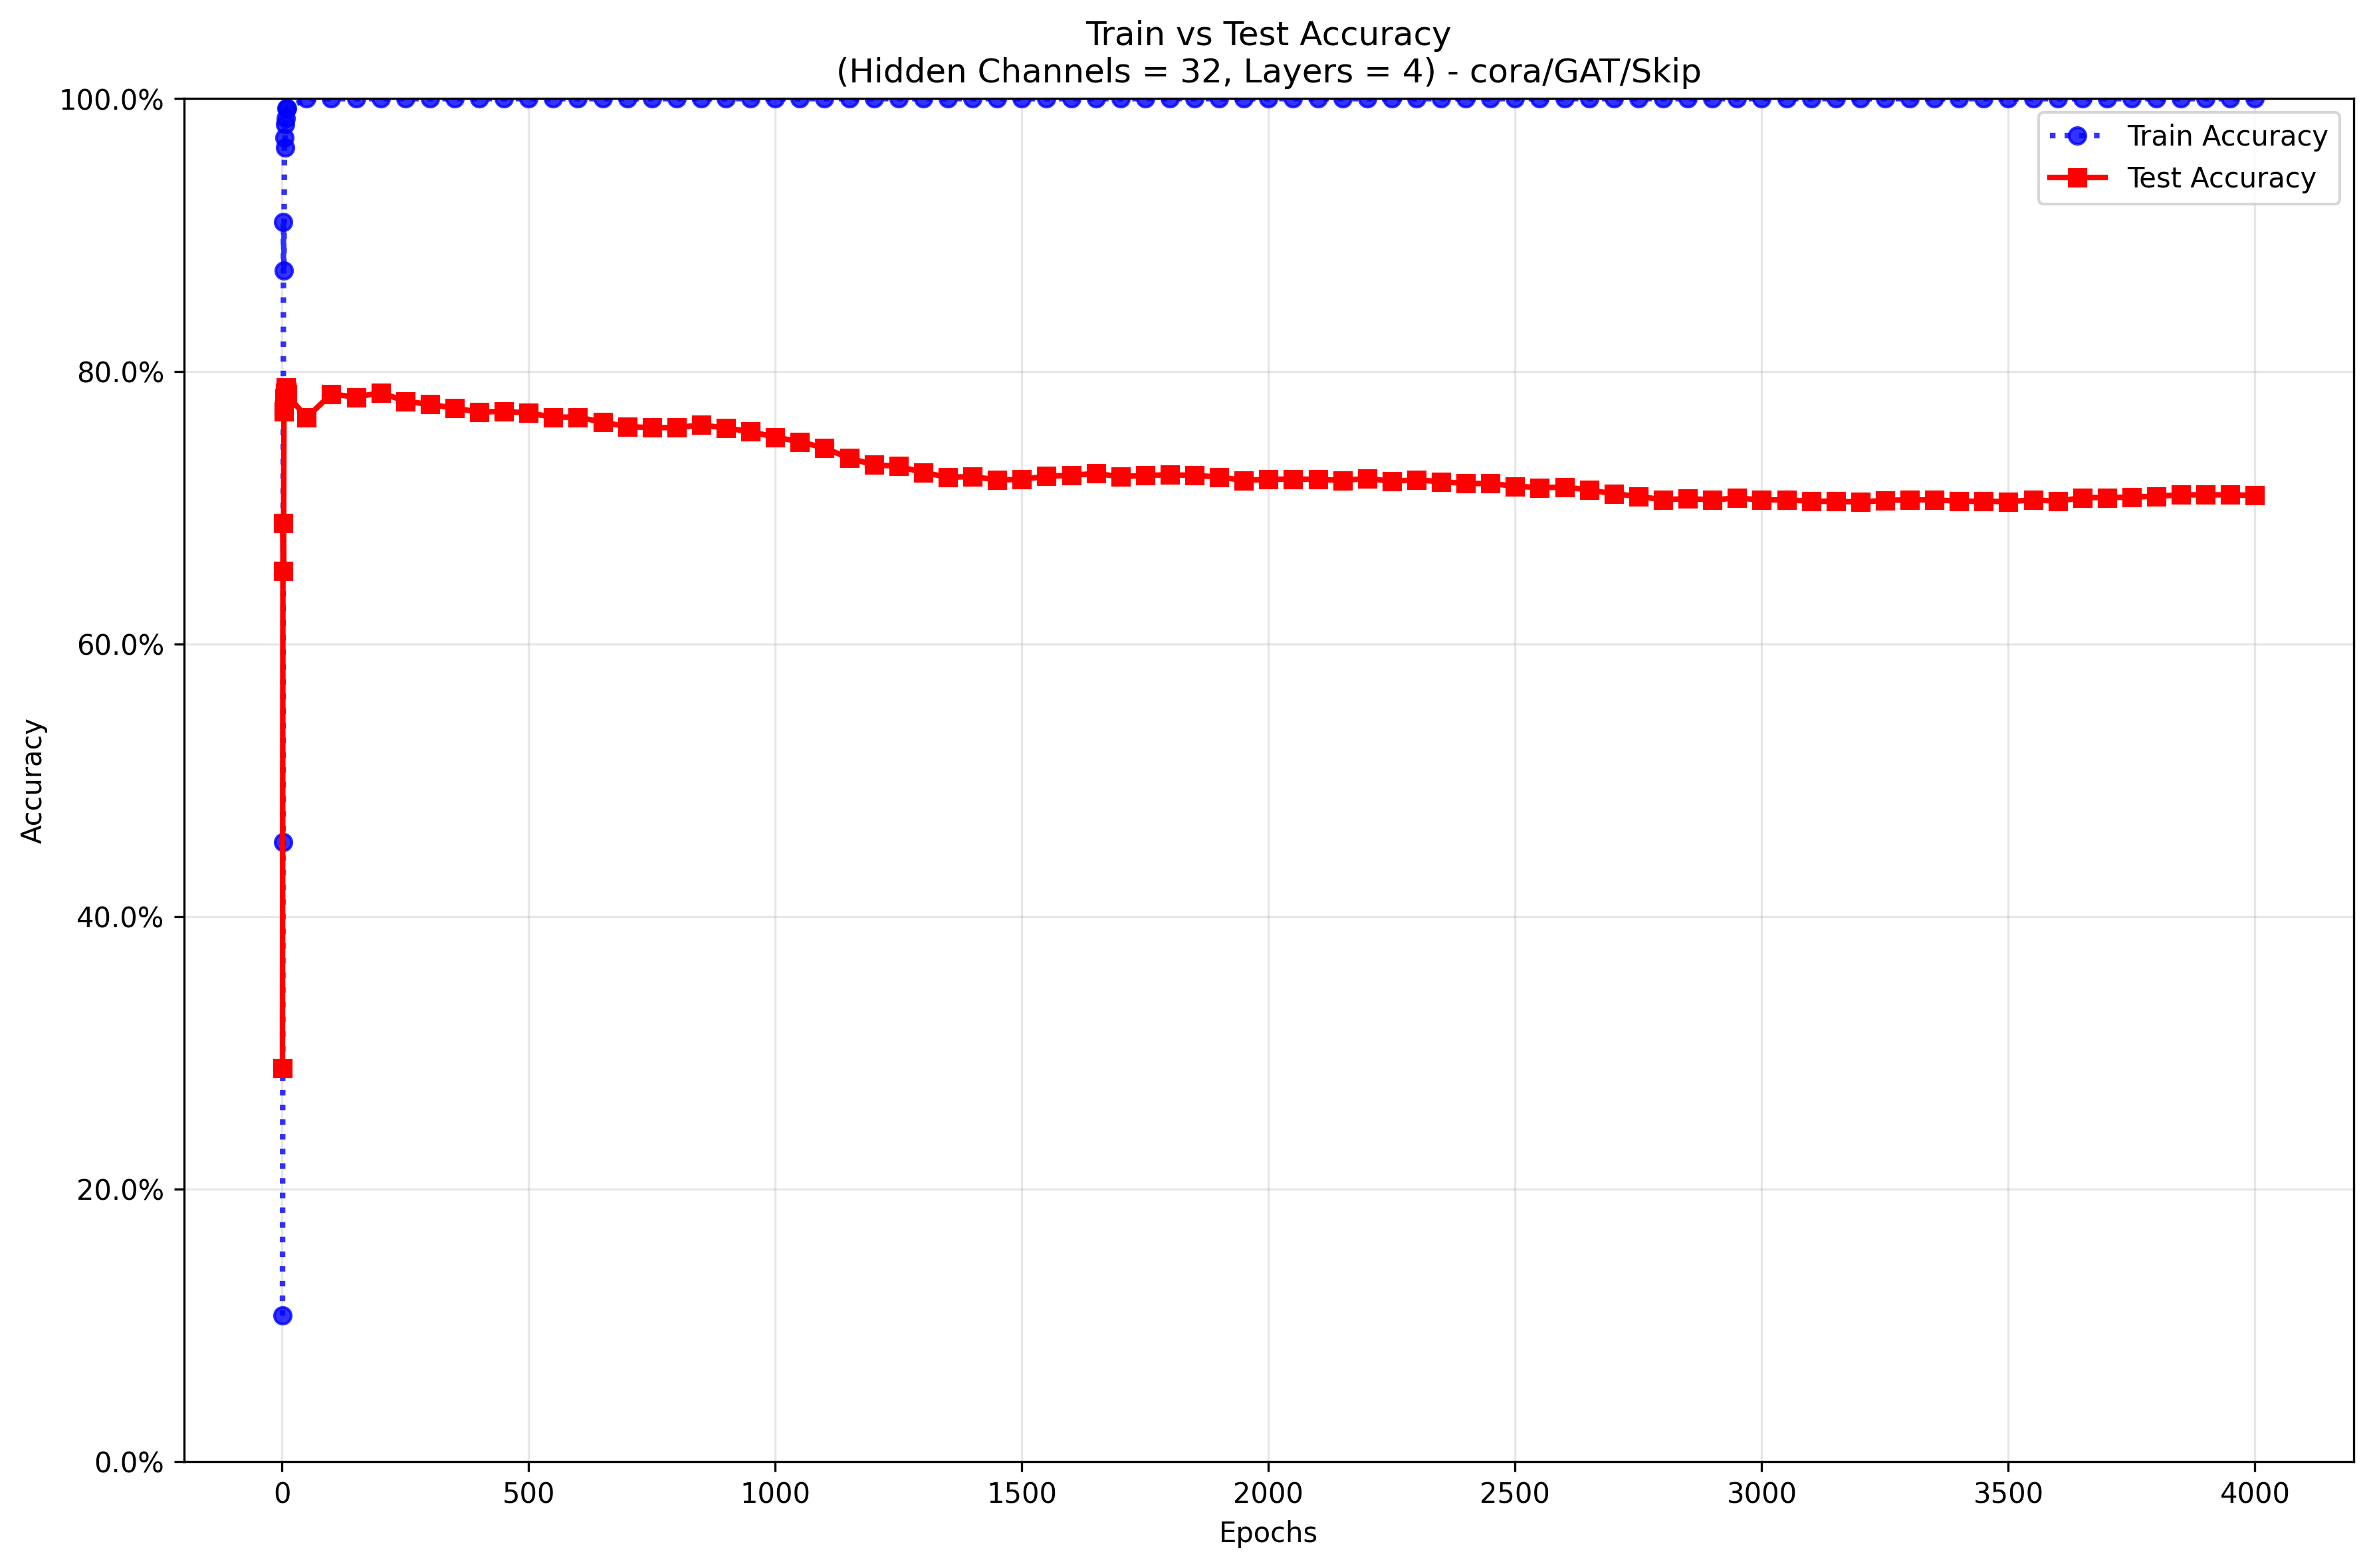 Train vs Test Accuracy
(Hidden Channels = 32, Layers = 4) - cora/GAT/Skip
100.0%
80.0%
60.0%
40.0%
20.0%
0.0%
Accuracy
Train Accuracy
Test Accuracy
0 500 1000 1500 2000 2500 3000 3500 4000
Epochs